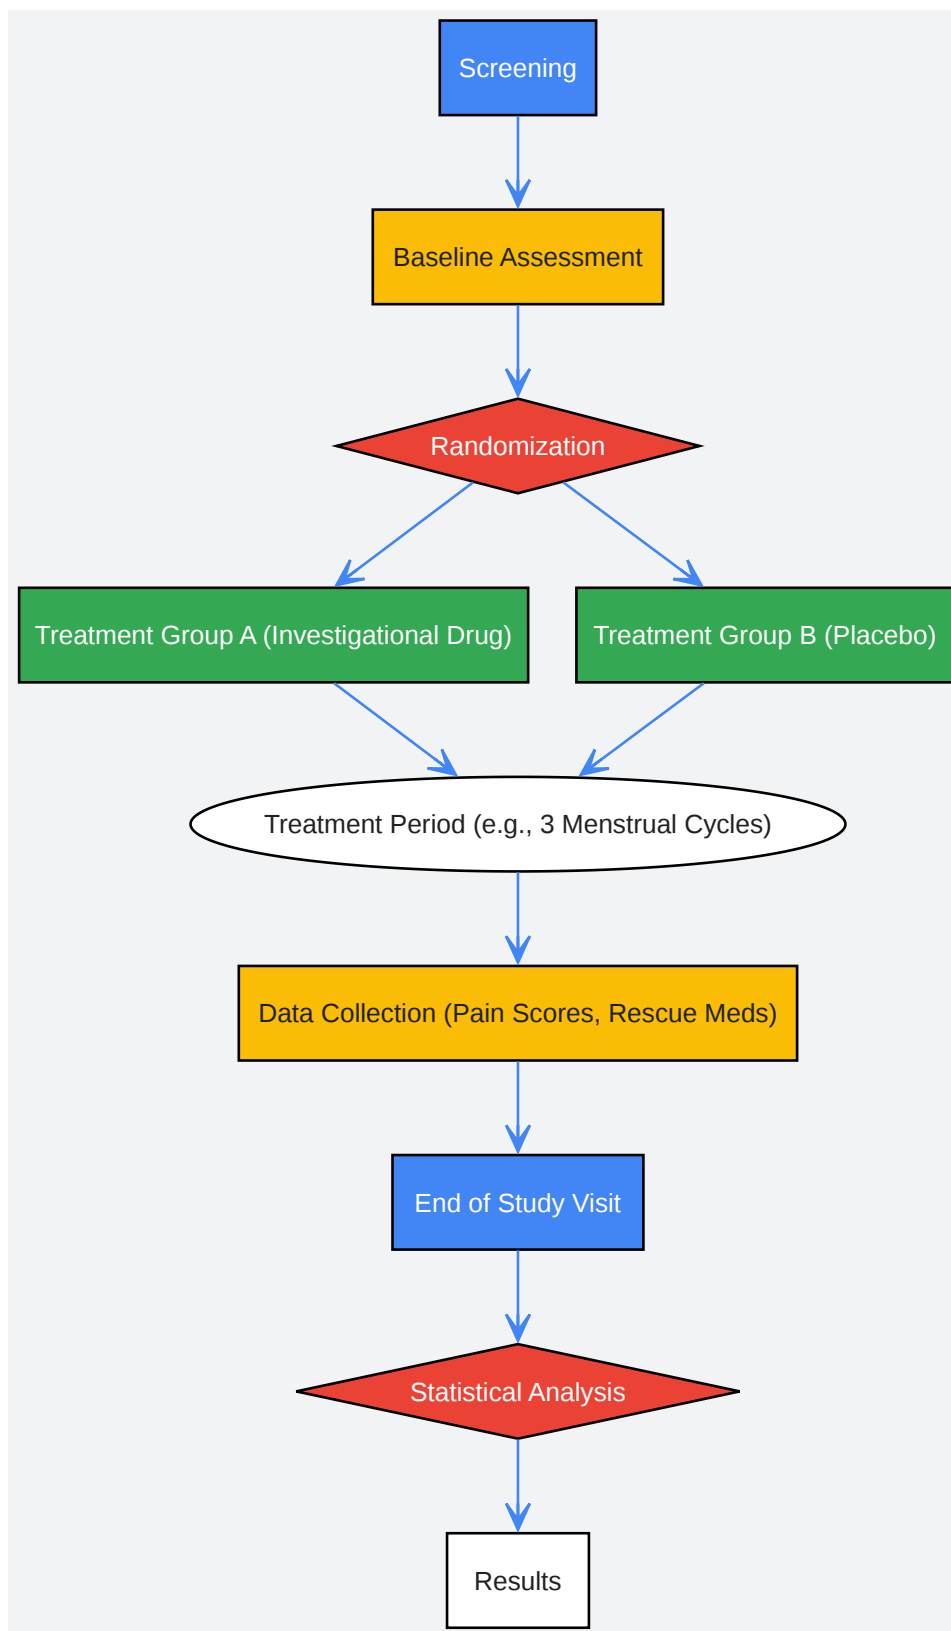 Screening
Baseline Assessment
Randomization
Treatment Group A (Investigational Drug)
Treatment Group B (Placebo)
Treatment Period (e.g., 3 Menstrual Cycles)
Data Collection (Pain Scores, Rescue Meds)
End of Study Visit
Statistical Analysis
Results